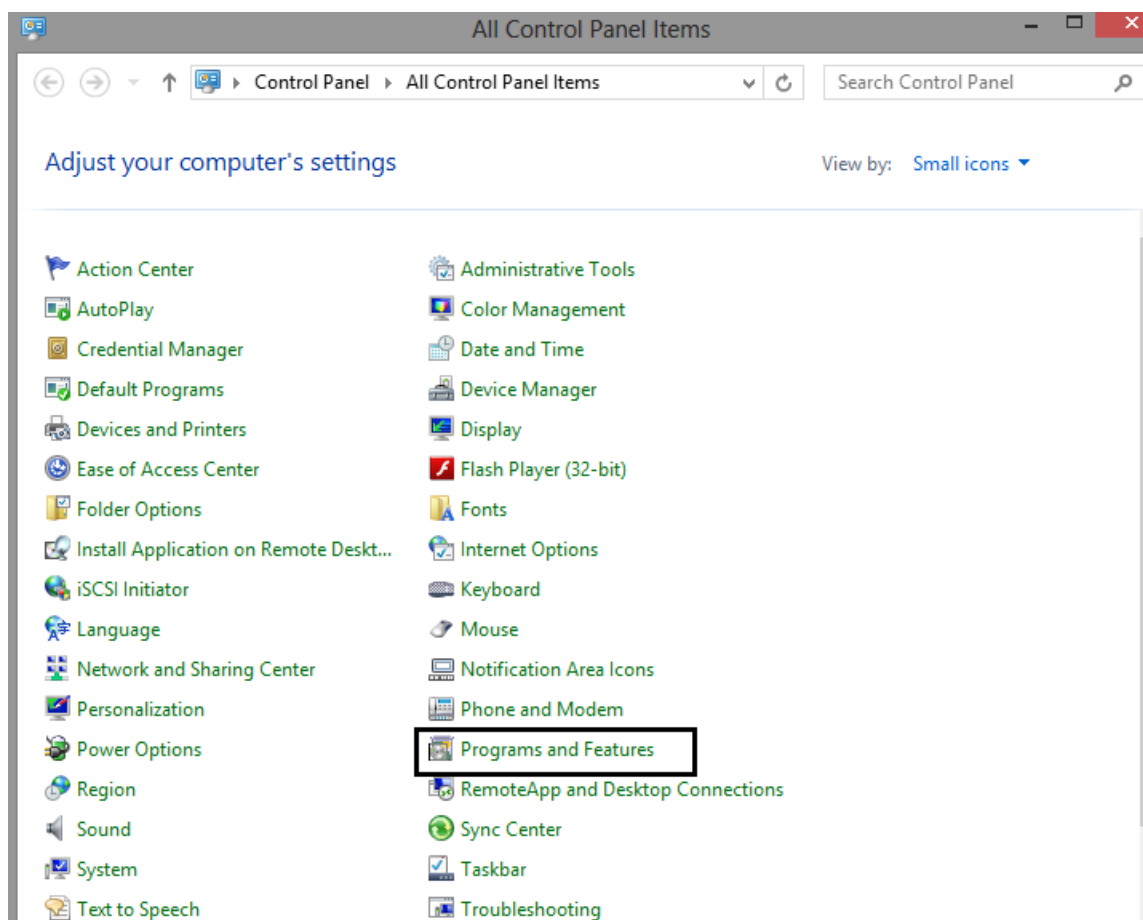 All Control Panel Items
Control Panel All Control Panel Items Search Control Panel
Adjust your computer's settings View by: Small icons
Action Center Administrative Tools
AutoPlay Color Management
Credential Manager Date and Time
Default Programs Device Manager
Devices and Printers Display
Ease of Access Center Flash Player (32-bit)
Folder Options Fonts
Install Application on Remote Deskt... Internet Options
iSCSI Initiator Keyboard
Language Mouse
Network and Sharing Center Notification Area Icons
Personalization Phone and Modem
Power Options Programs and Features
Region RemoteApp and Desktop Connections
Sound Sync Center
System Taskbar
Text to Speech Troubleshooting